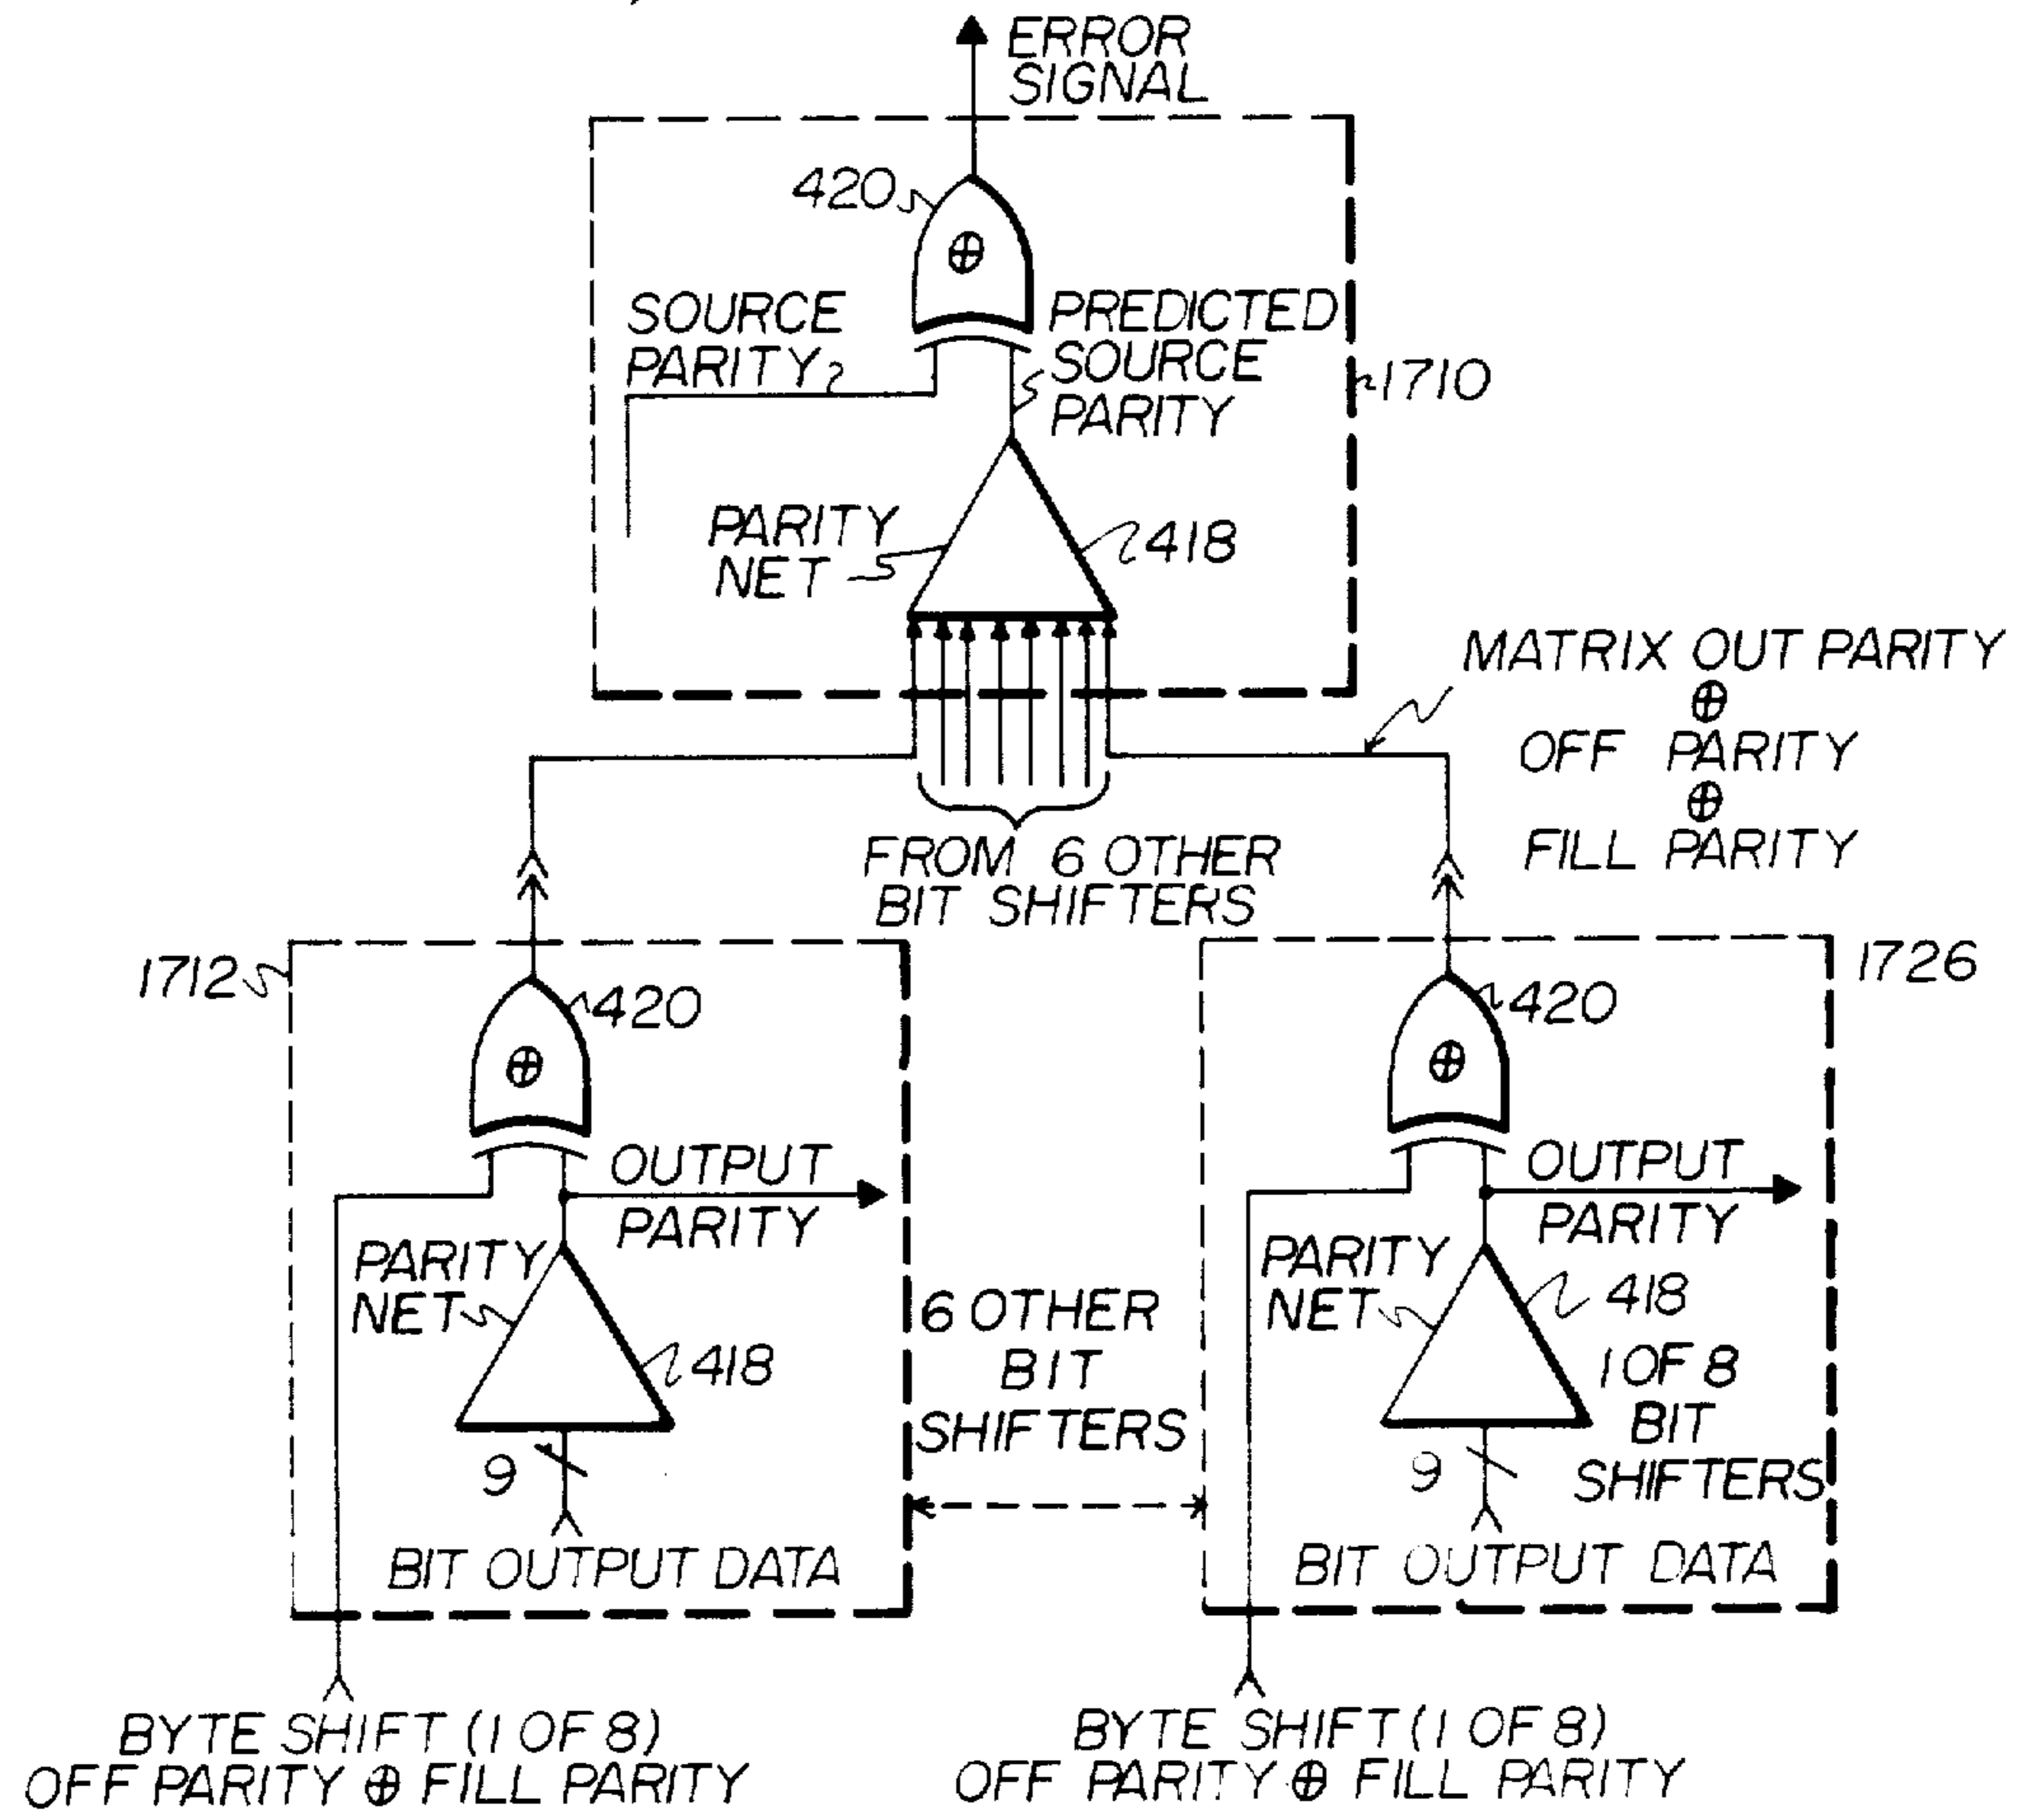 ERROR
SIGNAL
420
⊕
SOURCE
PARITY
PREDICTED
SOURCE
PARITY
1710
PARITY
NET
418
MATRIX OUT PARITY
⊕
OFF PARITY
⊕
FILL PARITY
FROM 6 OTHER
BIT SHIFTERS
1712
420
⊕
OUTPUT
PARITY
PARITY
NET
418
9
BIT OUTPUT DATA
6 OTHER
BIT
SHIFTERS
1726
420
⊕
OUTPUT
PARITY
PARITY
NET
418
1 OF 8
BIT
SHIFTERS
9
BIT OUTPUT DATA
BYTE SHIFT (1 OF 8)
OFF PARITY ⊕ FILL PARITY
BYTE SHIFT (1 OF 8)
OFF PARITY ⊕ FILL PARITY